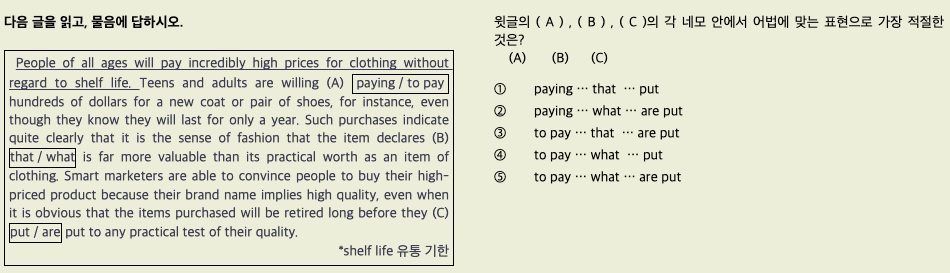 다음 글을 읽고, 물음에 답하시오.
People of all ages will pay incredibly high prices for clothing without
regard to shelf life. Teens and adults are willing (A) paying / to pay
hundreds of dollars for a new coat or pair of shoes, for instance, even
though they know they will last for only a year. Such purchases indicate
quite clearly that it is the sense of fashion that the item declares (B)
that / what is far more valuable than its practical worth as an item of
clothing. Smart marketers are able to convince people to buy their high-
priced product because their brand name implies high quality, even when
it is obvious that the items purchased will be retired long before they (C)
put / are put to any practical test of their quality.
*shelf life 유통 기한
윗글의 ( A ) , ( B ) , ( C )의 각 네모 안에서 어법에 맞는 표현으로 가장 적절한
것은?
(A) (B) (C)
① paying ··· that ··· put
② paying ··· what ··· are put
③ to pay ··· that ··· are put
④ to pay ··· what ··· put
⑤ to pay ··· what ··· are put